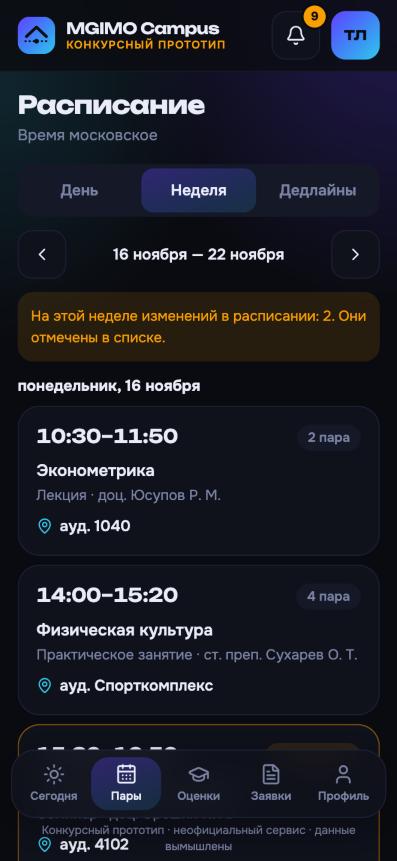 MGIMO Campus
КОНКУРСНЫЙ ПРОТОТИП
9
ТЛ
Расписание
Время московское
День
Неделя
Дедлайны
16 ноября — 22 ноября
На этой неделе изменений в расписании: 2. Они
отмечены в списке.
понедельник, 16 ноября
10:30–11:50
2 пара
Эконометрика
Лекция · доц. Юсупов Р. М.
ауд. 1040
14:00–15:20
4 пара
Физическая культура
Практическое занятие · ст. преп. Сухарев О. Т.
ауд. Спорткомплекс
Сегодня
Пары
Оценки
Заявки
Профиль
Конкурсный прототип · неофициальный сервис · данные
вымышлены
ауд. 4102